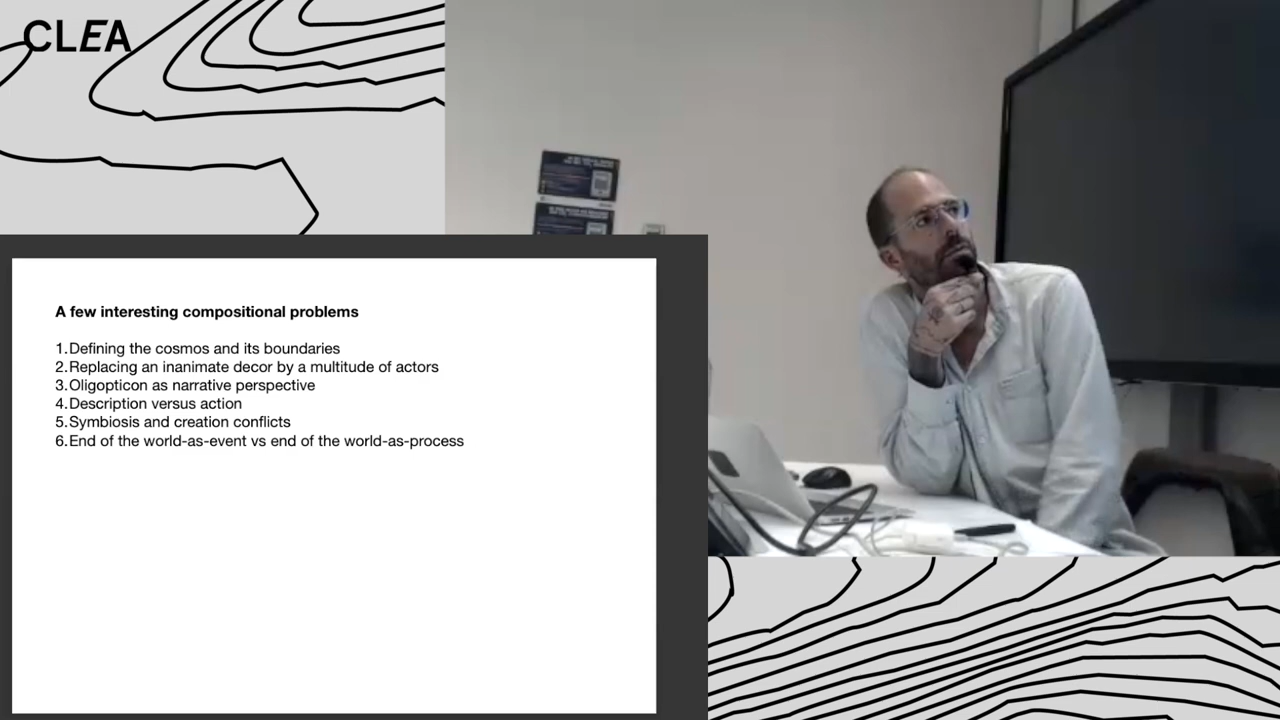 CLEA
A few interesting compositional problems
1.Defining the cosmos and its boundaries
2.Replacing an inanimate decor by a multitude of actors
3.Oligopticon as narrative perspective
4.Description versus action
5.Symbiosis and creation conflicts
6.End of the world-as-event vs end of the world-as-process